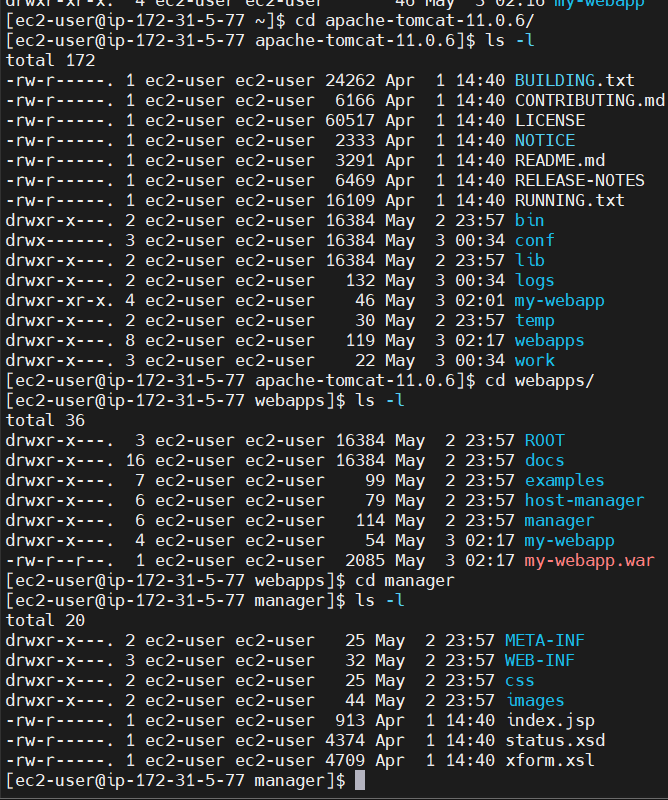 drwxr-xr-x. 4 ec2-user ec2-user 46 May 3 02:16 my-webapp
[ec2-user@ip-172-31-5-77 ~]$ cd apache-tomcat-11.0.6/
[ec2-user@ip-172-31-5-77 apache-tomcat-11.0.6]$ ls -l
total 172
-rw-r-----. 1 ec2-user ec2-user 24262 Apr  1 14:40 BUILDING.txt
-rw-r-----. 1 ec2-user ec2-user  6166 Apr  1 14:40 CONTRIBUTING.md
-rw-r-----. 1 ec2-user ec2-user 60517 Apr  1 14:40 LICENSE
-rw-r-----. 1 ec2-user ec2-user  2333 Apr  1 14:40 NOTICE
-rw-r-----. 1 ec2-user ec2-user  3291 Apr  1 14:40 README.md
-rw-r-----. 1 ec2-user ec2-user  6469 Apr  1 14:40 RELEASE-NOTES
-rw-r-----. 1 ec2-user ec2-user 16109 Apr  1 14:40 RUNNING.txt
drwxr-x---. 2 ec2-user ec2-user 16384 May  2 23:57 bin
drwx------. 3 ec2-user ec2-user 16384 May  3 00:34 conf
drwxr-x---. 2 ec2-user ec2-user 16384 May  2 23:57 lib
drwxr-x---. 2 ec2-user ec2-user   132 May  3 00:34 logs
drwxr-xr-x. 4 ec2-user ec2-user    46 May  3 02:01 my-webapp
drwxr-x---. 2 ec2-user ec2-user    30 May  2 23:57 temp
drwxr-x---. 8 ec2-user ec2-user   119 May  3 02:17 webapps
drwxr-x---. 3 ec2-user ec2-user    22 May  3 00:34 work
[ec2-user@ip-172-31-5-77 apache-tomcat-11.0.6]$ cd webapps/
[ec2-user@ip-172-31-5-77 webapps]$ ls -l
total 36
drwxr-x---.  3 ec2-user ec2-user 16384 May  2 23:57 ROOT
drwxr-x---. 16 ec2-user ec2-user 16384 May  2 23:57 docs
drwxr-x---.  7 ec2-user ec2-user    99 May  2 23:57 examples
drwxr-x---.  6 ec2-user ec2-user    79 May  2 23:57 host-manager
drwxr-x---.  6 ec2-user ec2-user   114 May  2 23:57 manager
drwxr-x---.  4 ec2-user ec2-user    54 May  3 02:17 my-webapp
-rw-r--r--.  1 ec2-user ec2-user  2085 May  3 02:17 my-webapp.war
[ec2-user@ip-172-31-5-77 webapps]$ cd manager
[ec2-user@ip-172-31-5-77 manager]$ ls -l
total 20
drwxr-x---. 2 ec2-user ec2-user   25 May  2 23:57 META-INF
drwxr-x---. 3 ec2-user ec2-user   32 May  2 23:57 WEB-INF
drwxr-x---. 2 ec2-user ec2-user   25 May  2 23:57 css
drwxr-x---. 2 ec2-user ec2-user   44 May  2 23:57 images
-rw-r-----. 1 ec2-user ec2-user  913 Apr  1 14:40 index.jsp
-rw-r-----. 1 ec2-user ec2-user 4374 Apr  1 14:40 status.xsd
-rw-r-----. 1 ec2-user ec2-user 4709 Apr  1 14:40 xform.xsl
[ec2-user@ip-172-31-5-77 manager]$